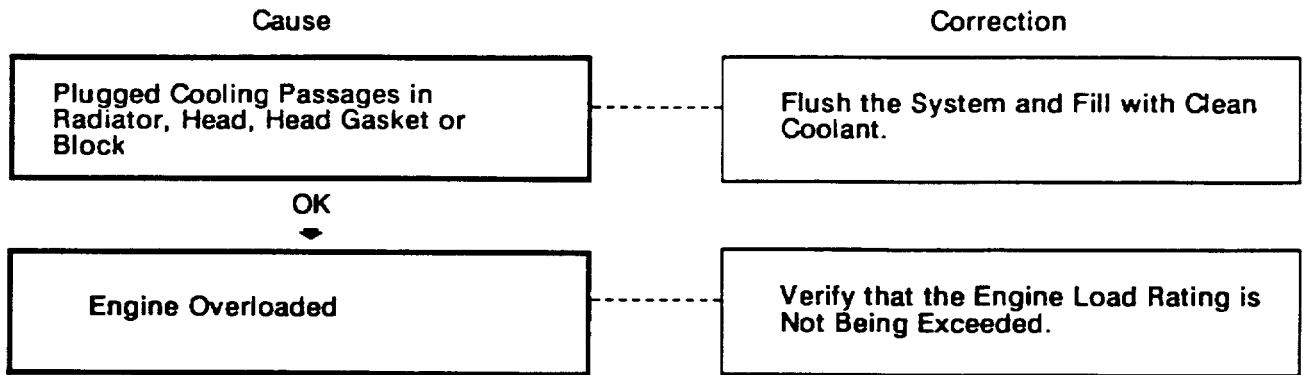 Cause
Correction
Plugged Cooling Passages in
Radiator, Head, Head Gasket or
Block
Flush the System and Fill with Clean
Coolant.
OK
Engine Overloaded
Verify that the Engine Load Rating is
Not Being Exceeded.